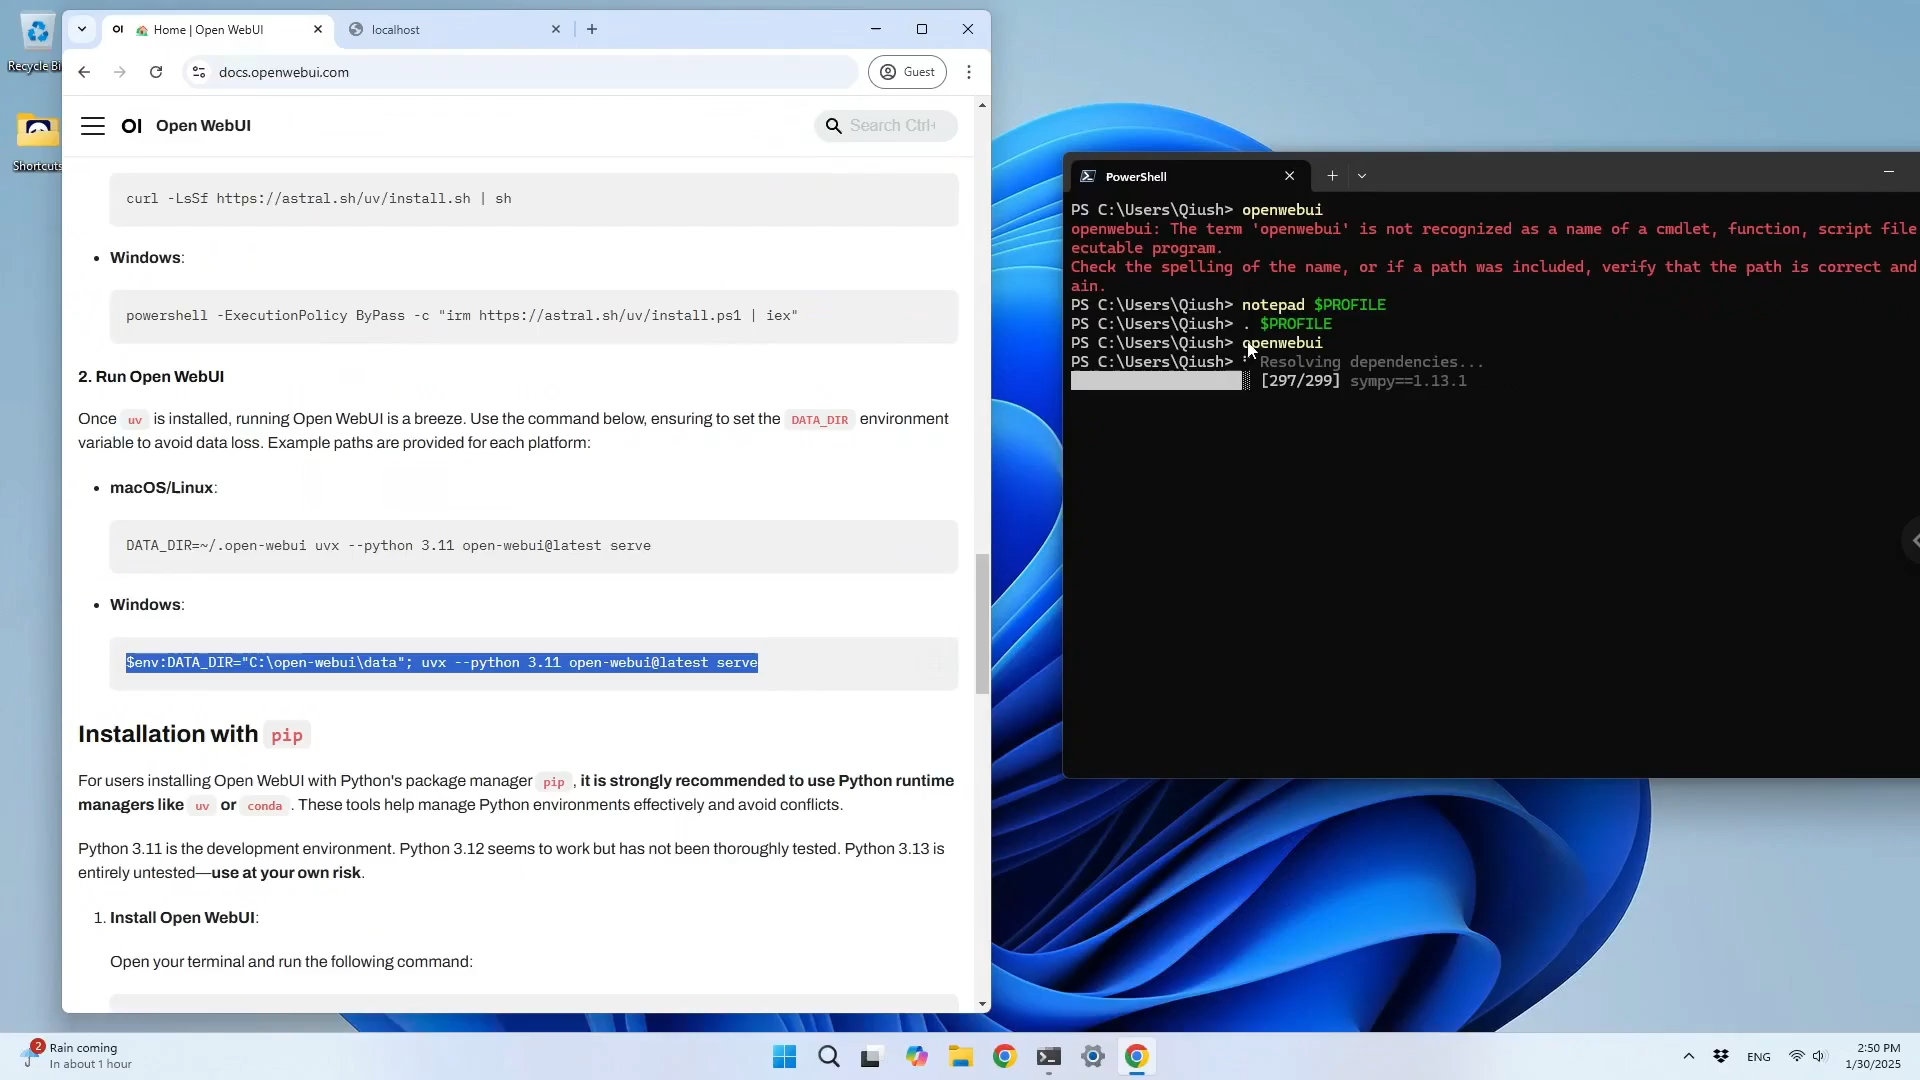 Recycle Bi
Shortcuts
Home | Open WebUI
localhost
docs.openwebui.com
Guest
OI Open WebUI
Search Ctrl+
curl -LsSf https://astral.sh/uv/install.sh | sh
• Windows:
powershell -ExecutionPolicy ByPass -c "irm https://astral.sh/uv/install.ps1 | iex"
2. Run Open WebUI
Once uv is installed, running Open WebUI is a breeze. Use the command below, ensuring to set the DATA_DIR environment
variable to avoid data loss. Example paths are provided for each platform:
• macOS/Linux:
DATA_DIR=~/.open-webui uvx --python 3.11 open-webui@latest serve
• Windows:
$env:DATA_DIR="C:\open-webui\data"; uvx --python 3.11 open-webui@latest serve
Installation with pip
For users installing Open WebUI with Python's package manager pip, it is strongly recommended to use Python runtime
managers like uv or conda. These tools help manage Python environments effectively and avoid conflicts.
Python 3.11 is the development environment. Python 3.12 seems to work but has not been thoroughly tested. Python 3.13 is
entirely untested—use at your own risk.
1. Install Open WebUI:
Open your terminal and run the following command:
PowerShell
PS C:\Users\Qiush> openwebui
openwebui: The term 'openwebui' is not recognized as a name of a cmdlet, function, script file
ecutable program.
Check the spelling of the name, or if a path was included, verify that the path is correct and
ain.
PS C:\Users\Qiush> notepad $PROFILE
PS C:\Users\Qiush> . $PROFILE
PS C:\Users\Qiush> openwebui
PS C:\Users\Qiush> Resolving dependencies...
[297/299] sympy==1.13.1
2
Rain coming
In about 1 hour
ENG
2:50 PM
1/30/2025